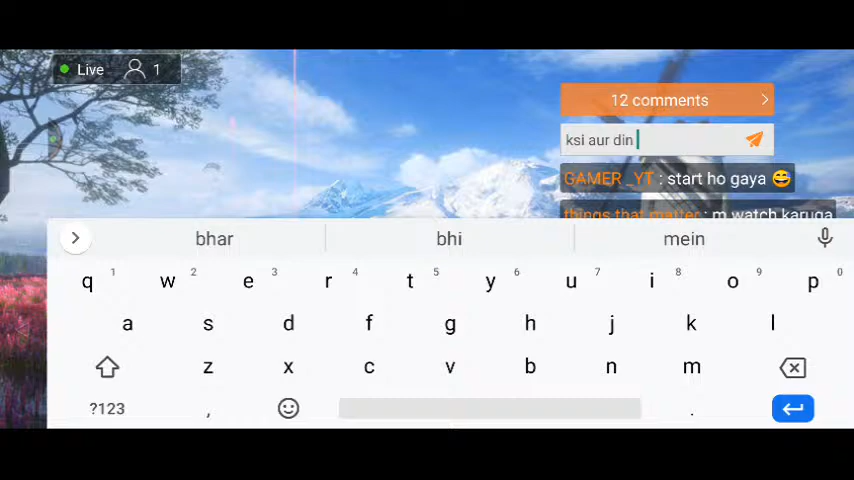 Live 1
12 comments
ksi aur din
GAMER_YT : start ho gaya 😅
things that matter : m watch karuga
bhar bhi mein
q 1 w 2 e 3 r 4 t 5 y 6 u 7 i 8 o 9 p 0
a s d f g h j k l
z x c v b n m
?123 , .